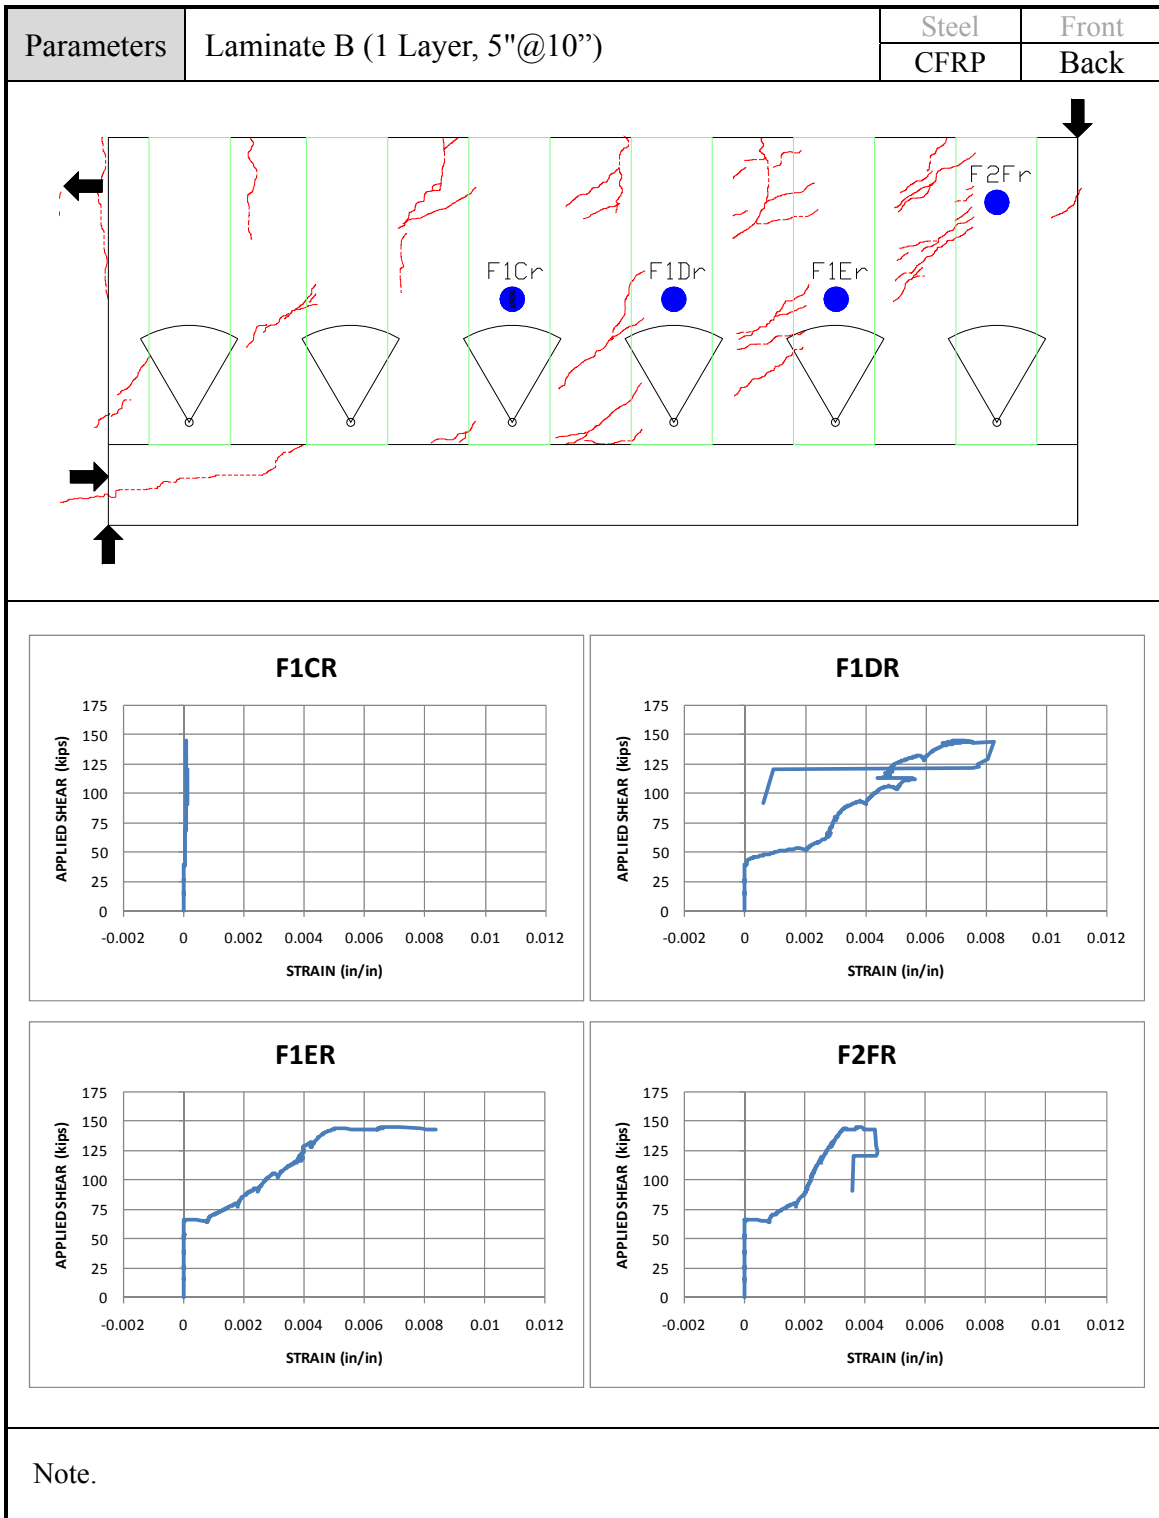 Parameters Laminate B (1 Layer, 5"@10”) Steel Front
CFRP Back
F2Fr
F1Cr F1Dr F1Er
F1CR
APPLIED SHEAR (kips)
175
150
125
100
75
50
25
0
-0.002 0 0.002 0.004 0.006 0.008 0.01 0.012
STRAIN (in/in)
F1DR
APPLIED SHEAR (kips)
175
150
125
100
75
50
25
0
-0.002 0 0.002 0.004 0.006 0.008 0.01 0.012
STRAIN (in/in)
F1ER
APPLIED SHEAR (kips)
175
150
125
100
75
50
25
0
-0.002 0 0.002 0.004 0.006 0.008 0.01 0.012
STRAIN (in/in)
F2FR
APPLIED SHEAR (kips)
175
150
125
100
75
50
25
0
-0.002 0 0.002 0.004 0.006 0.008 0.01 0.012
STRAIN (in/in)
Note.